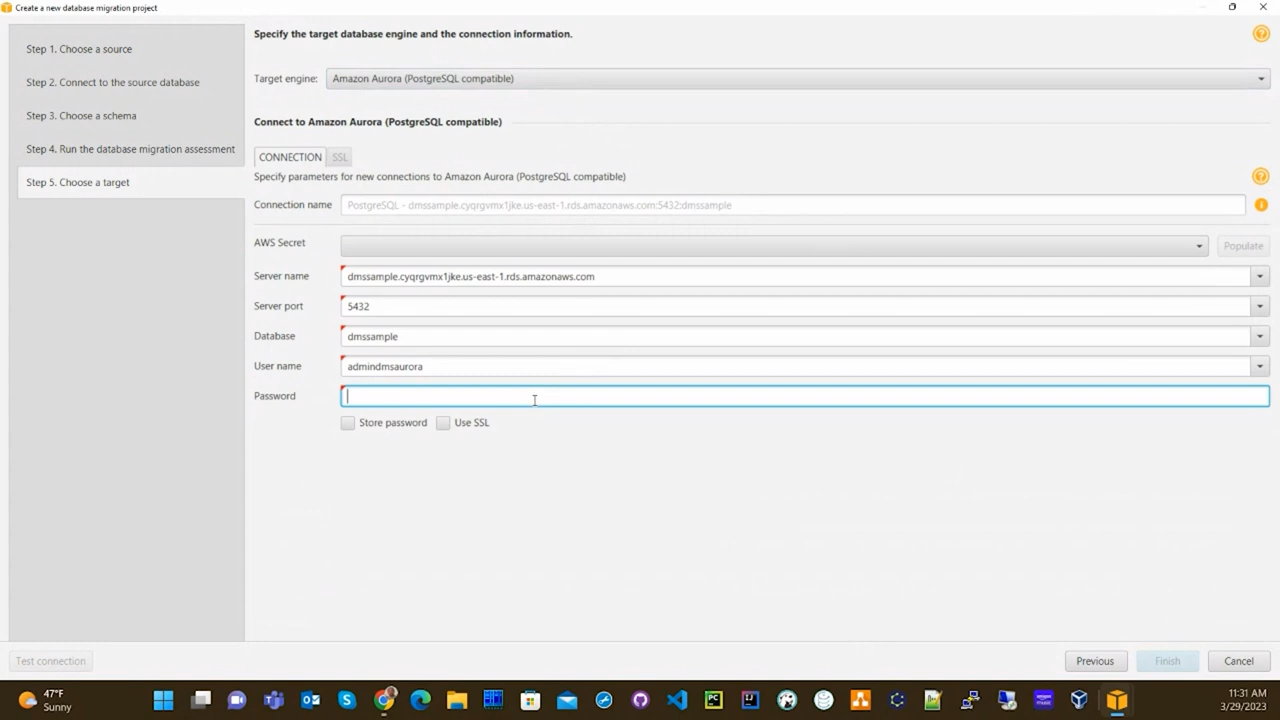 Create a new database migration project
Step 1. Choose a source
Step 2. Connect to the source database
Step 3. Choose a schema
Step 4. Run the database migration assessment
Step 5. Choose a target
Specify the target database engine and the connection information.
Target engine: Amazon Aurora (PostgreSQL compatible)
Connect to Amazon Aurora (PostgreSQL compatible)
CONNECTION SSL
Specify parameters for new connections to Amazon Aurora (PostgreSQL compatible)
Connection name PostgreSQL - dmssample.cyqrgvmx1jke.us-east-1.rds.amazonaws.com:5432:dmssample
AWS Secret Populate
Server name dmssample.cyqrgvmx1jke.us-east-1.rds.amazonaws.com
Server port 5432
Database dmssample
User name admindmsaurora
Password
Store password Use SSL
Test connection Previous Finish Cancel
47°F
Sunny
PC
11:31 AM
3/29/2023